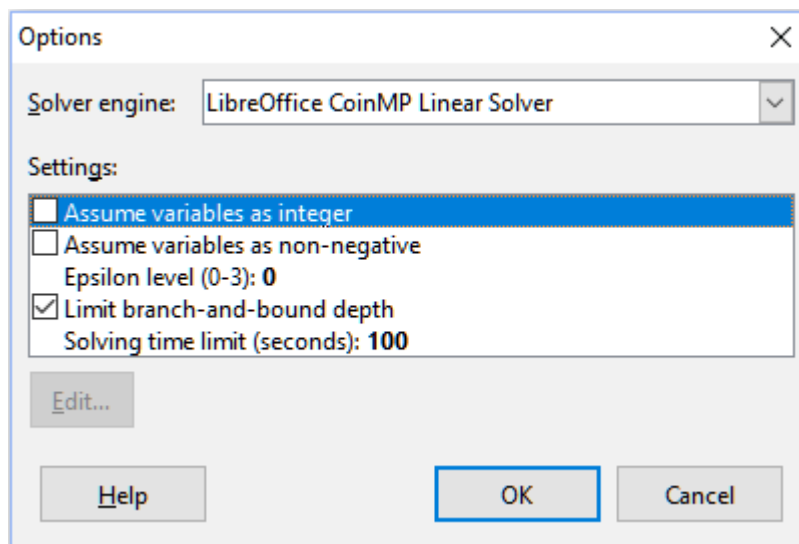 Options
Solver engine: LibreOffice CoinMP Linear Solver
Settings:
Assume variables as integer
Assume variables as non-negative
Epsilon level (0-3): 0
Limit branch-and-bound depth
Solving time limit (seconds): 100
Edit...
Help OK Cancel